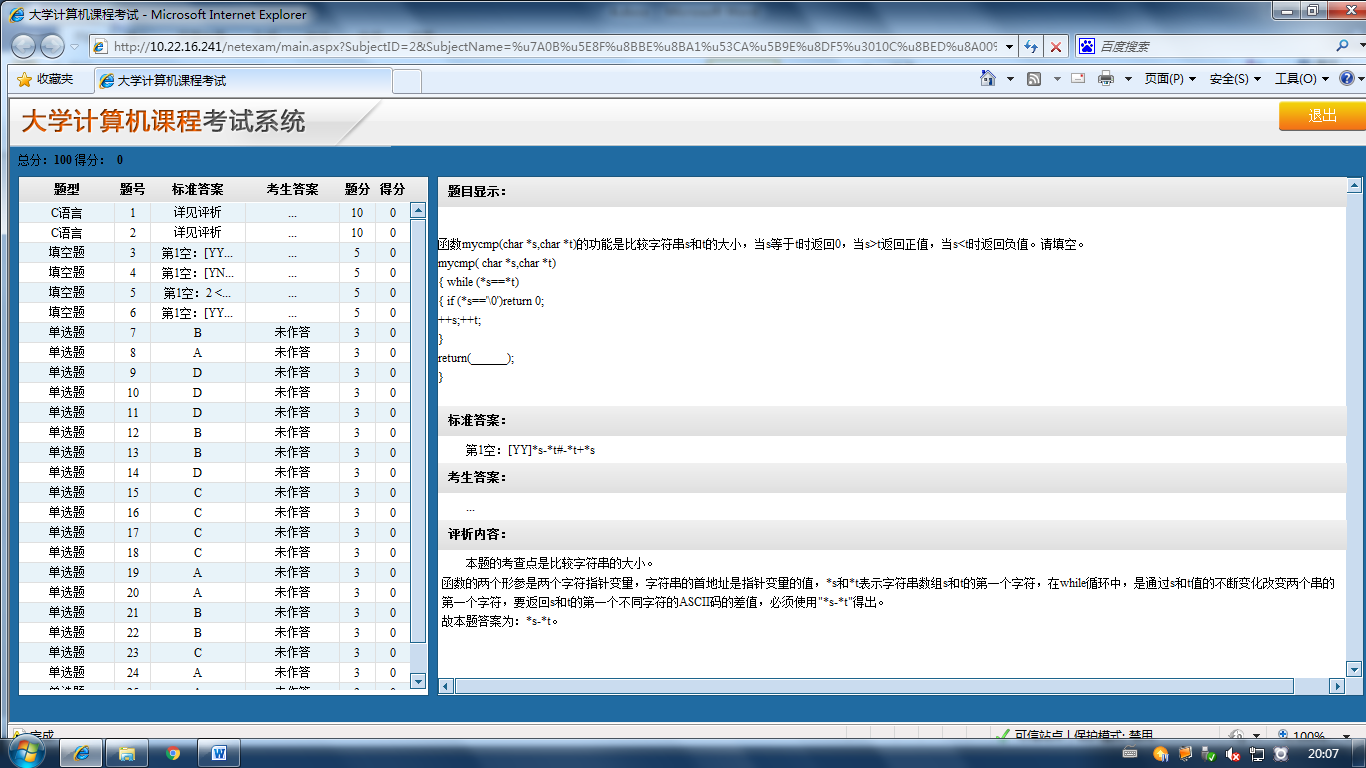 大学计算机课程考试 - Microsoft Internet Explorer
http://10.22.16.241/netexam/main.aspx?SubjectID=2&SubjectName=%u7A0B%u5E8F%u8BBE%u8BA1%u53CA%u5B9E%u8DF5%u3010C%u8BED%u8A00%
百度搜索
收藏夹
大学计算机课程考试
页面(P)
安全(S)
工具(O)
大学计算机课程考试系统
退出
总分：100 得分： 0
题型 题号 标准答案 考生答案 题分 得分
C语言 1 详见评析 ... 10 0
C语言 2 详见评析 ... 10 0
填空题 3 第1空：[YY... ... 5 0
填空题 4 第1空：[YN... ... 5 0
填空题 5 第1空：2 <... ... 5 0
填空题 6 第1空：[YY... ... 5 0
单选题 7 B 未作答 3 0
单选题 8 A 未作答 3 0
单选题 9 D 未作答 3 0
单选题 10 D 未作答 3 0
单选题 11 D 未作答 3 0
单选题 12 B 未作答 3 0
单选题 13 B 未作答 3 0
单选题 14 D 未作答 3 0
单选题 15 C 未作答 3 0
单选题 16 C 未作答 3 0
单选题 17 C 未作答 3 0
单选题 18 C 未作答 3 0
单选题 19 A 未作答 3 0
单选题 20 A 未作答 3 0
单选题 21 B 未作答 3 0
单选题 22 B 未作答 3 0
单选题 23 C 未作答 3 0
单选题 24 A 未作答 3 0
题目显示：
函数mycmp(char *s,char *t)的功能是比较字符串s和t的大小，当s等于t时返回0，当s>t返回正值，当s<t时返回负值。请填空。
mycmp( char *s,char *t)
{ while (*s==*t)
{ if (*s=='\0')return 0;
++s;++t;
}
return(______);
}
标准答案：
第1空：[YY]*s-*t#-*t+*s
考生答案：
...
评析内容：
本题的考查点是比较字符串的大小。
函数的两个形参是两个字符指针变量，字符串的首地址是指针变量的值，*s和*t表示字符串数组s和t的第一个字符，在while循环中，是通过s和t值的不断变化改变两个串的
第一个字符，要返回s和t的第一个不同字符的ASCII码的差值，必须使用"*s-*t"得出。
故本题答案为：*s-*t。
完成
可信站点 | 保护模式: 禁用
100%
20:07